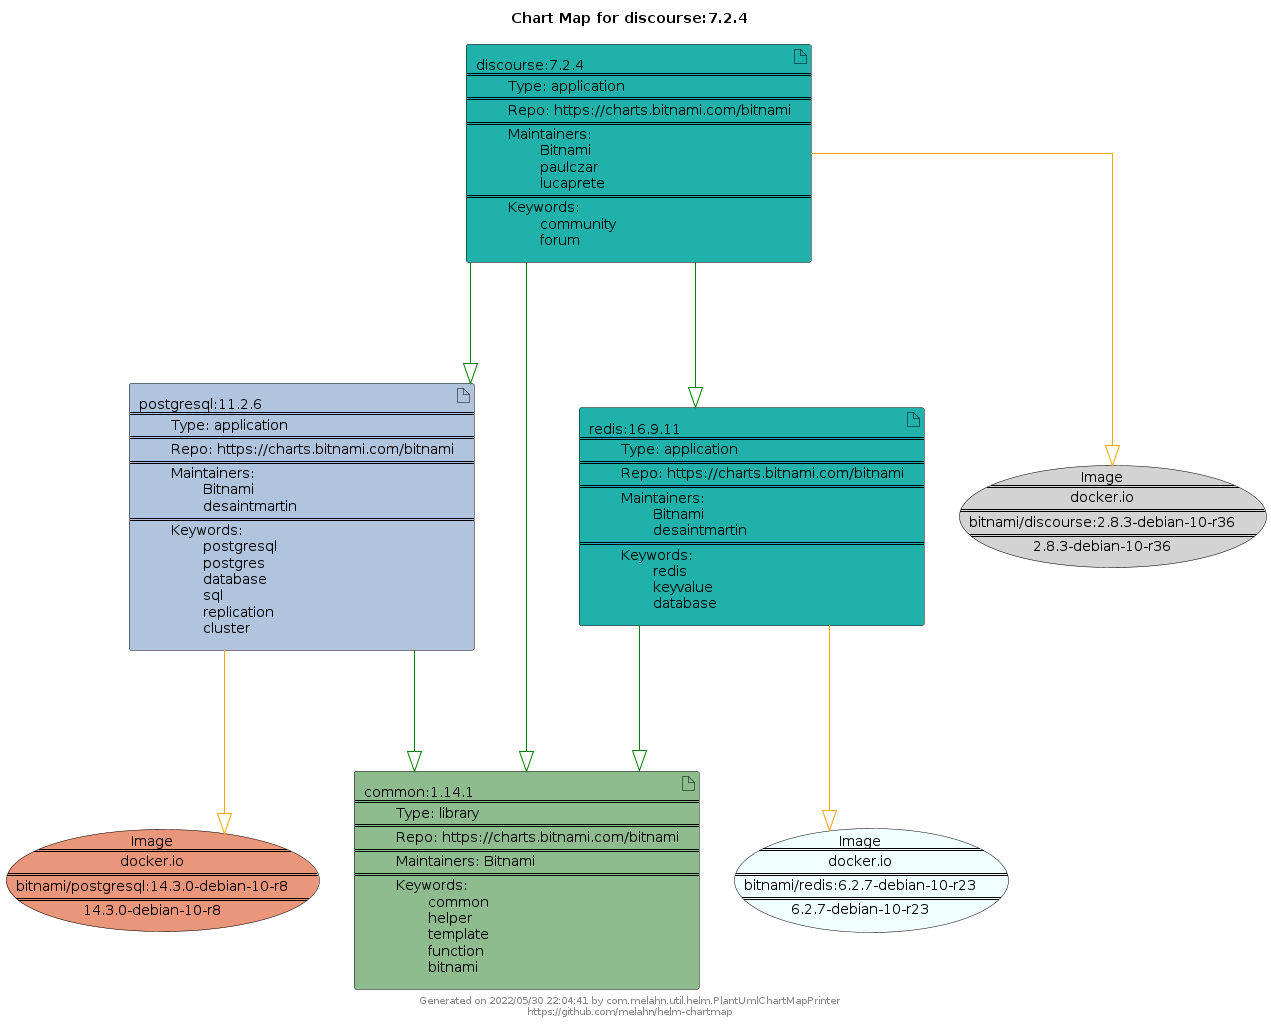 Chart Map for discourse:7.2.4
discourse:7.2.4
Type: application
Repo: https://charts.bitnami.com/bitnami
Maintainers:
Bitnami
paulczar
lucaprete
Keywords:
community
forum
postgresql:11.2.6
Type: application
Repo: https://charts.bitnami.com/bitnami
Maintainers:
Bitnami
desaintmartin
Keywords:
postgresql
postgres
database
sql
replication
cluster
redis:16.9.11
Type: application
Repo: https://charts.bitnami.com/bitnami
Maintainers:
Bitnami
desaintmartin
Keywords:
redis
keyvalue
database
Image
docker.io
bitnami/discourse:2.8.3-debian-10-r36
2.8.3-debian-10-r36
Image
docker.io
bitnami/postgresql:14.3.0-debian-10-r8
14.3.0-debian-10-r8
common:1.14.1
Type: library
Repo: https://charts.bitnami.com/bitnami
Maintainers: Bitnami
Keywords:
common
helper
template
function
bitnami
Image
docker.io
bitnami/redis:6.2.7-debian-10-r23
6.2.7-debian-10-r23
Generated on 2022/05/30 22:04:41 by com.melahn.util.helm.PlantUmlChartMapPrinter
https://github.com/melahn/helm-chartmap